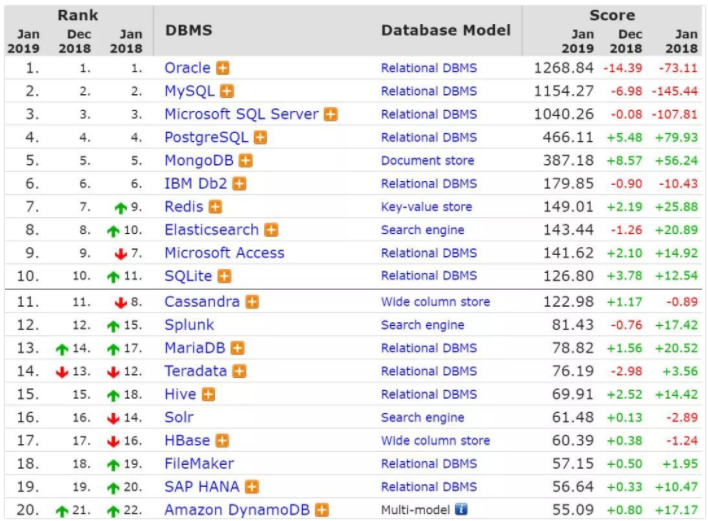 Rank Score
Jan 2019 Dec 2018 Jan 2018 DBMS Database Model Jan 2019 Dec 2018 Jan 2018
1. 1. 1. Oracle Relational DBMS 1268.84 -14.39 -73.11
2. 2. 2. MySQL Relational DBMS 1154.27 -6.98 -145.44
3. 3. 3. Microsoft SQL Server Relational DBMS 1040.26 -0.08 -107.81
4. 4. 4. PostgreSQL Relational DBMS 466.11 +5.48 +79.93
5. 5. 5. MongoDB Document store 387.18 +8.57 +56.24
6. 6. 6. IBM Db2 Relational DBMS 179.85 -0.90 -10.43
7. 7. 9. Redis Key-value store 149.01 +2.19 +25.88
8. 8. 10. Elasticsearch Search engine 143.44 -1.26 +20.89
9. 9. 7. Microsoft Access Relational DBMS 141.62 +2.10 +14.92
10. 10. 11. SQLite Relational DBMS 126.80 +3.78 +12.54
11. 11. 8. Cassandra Wide column store 122.98 +1.17 -0.89
12. 12. 15. Splunk Search engine 81.43 -0.76 +17.42
13. 14. 17. MariaDB Relational DBMS 78.82 +1.56 +20.52
14. 13. 12. Teradata Relational DBMS 76.19 -2.98 +3.56
15. 15. 18. Hive Relational DBMS 69.91 +2.52 +14.42
16. 16. 14. Solr Search engine 61.48 +0.13 -2.89
17. 17. 16. HBase Wide column store 60.39 +0.38 -1.24
18. 18. 19. FileMaker Relational DBMS 57.15 +0.50 +1.95
19. 19. 20. SAP HANA Relational DBMS 56.64 +0.33 +10.47
20. 21. 22. Amazon DynamoDB Multi-model i 55.09 +0.80 +17.17